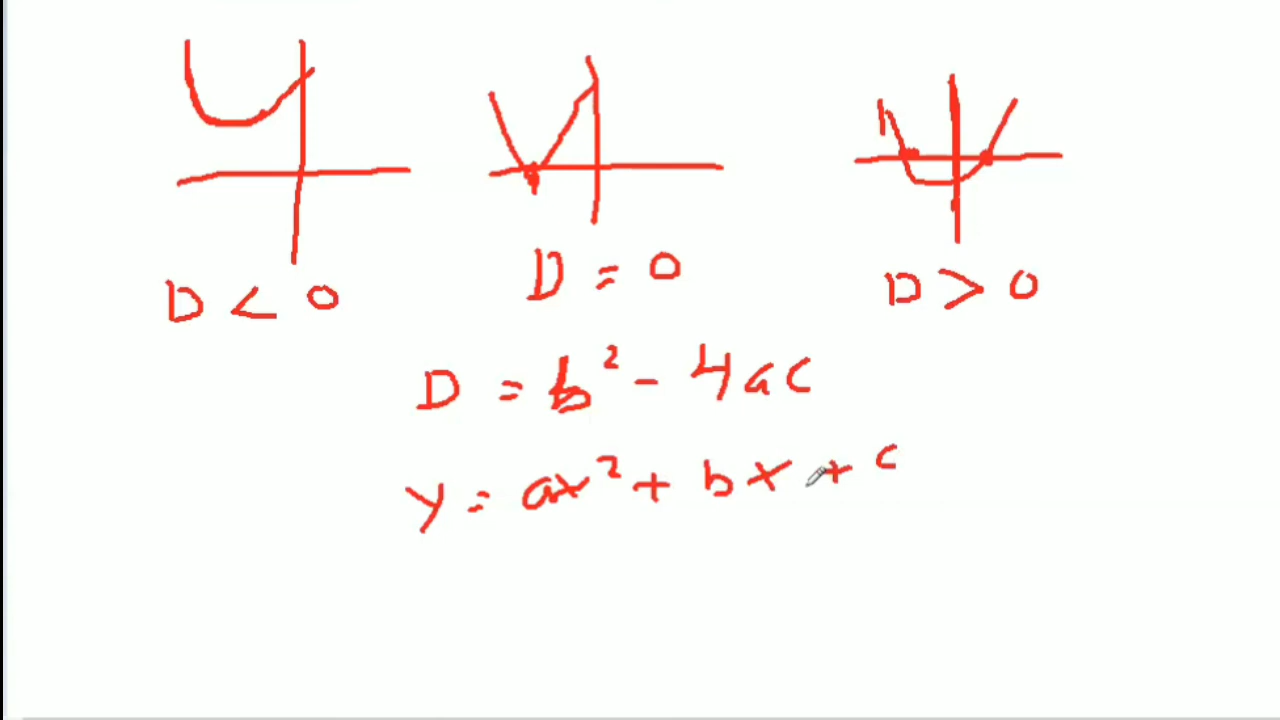 D < 0
D = 0
D > 0
D = b² - 4ac
y = ax² + bx + c